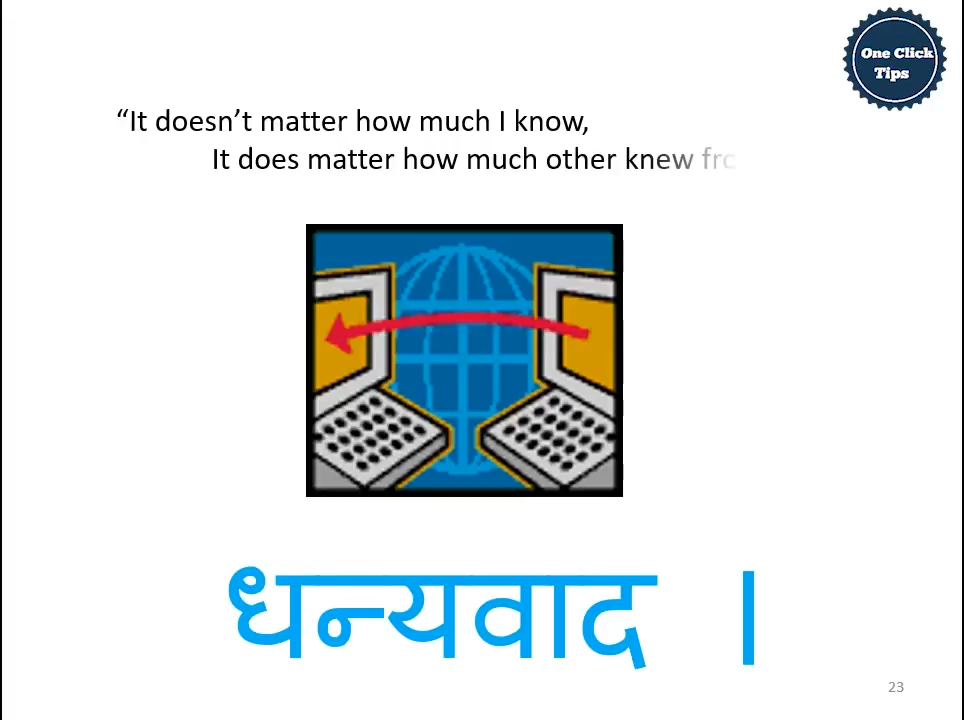 One Click
Tips
“It doesn’t matter how much I know,
It does matter how much other knew
धन्यवाद ।
23